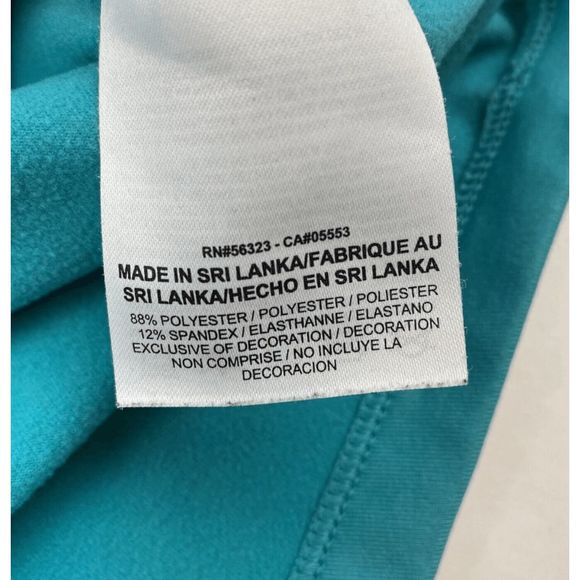 RN#56323 - CA#05553
MADE IN SRI LANKA/FABRIQUE AU
SRI LANKA/HECHO EN SRI LANKA
88% POLYESTER / POLYESTER / POLIESTER
12% SPANDEX / ELASTHANNE / ELASTANO
EXCLUSIVE OF DECORATION / DECORATION
NON COMPRISE / NO INCLUYE LA
DECORACION